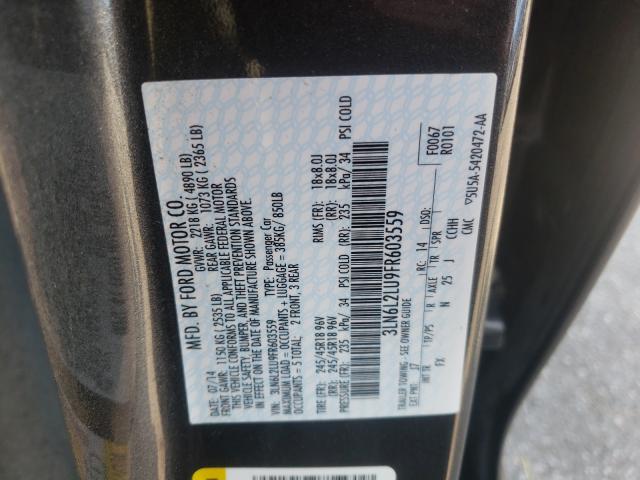 MFD. BY FORD MOTOR CO.
DATE: 07/14 GVWR: 2218 KG ( 4890 LB)
FRONT GAWR: 1150 KG ( 2535 LB) REAR GAWR: 1073 KG ( 2365 LB)
THIS VEHICLE CONFORMS TO ALL APPLICABLE FEDERAL MOTOR
VEHICLE SAFETY, BUMPER, AND THEFT PREVENTION STANDARDS
IN EFFECT ON THE DATE OF MANUFACTURE SHOWN ABOVE.
VIN: 3LN6L2LU9FR603559 TYPE: Passenger Car
MAXIMUM LOAD = OCCUPANTS + LUGGAGE = 385KG/ 850LB
OCCUPANTS = 5 TOTAL: 2 FRONT, 3 REAR
TIRE (FR): 245/45R18 96V RIMS (FR): 18x8.0J
TIRE (RR): 245/45R18 96V (RR): 18x8.0J
PRESSURE (FR): 235 kPa/ 34 PSI COLD (RR): 235 kPa/ 34 PSI COLD
3LN6L2LU9FR603559
TRAILER TOWING - SEE OWNER GUIDE
F0067
R0101
EXT PNT: J7 RC: 14 DSO:
INT TR TP/PS R AXLE TR SPR
FX N 25 J CCHH
CMC 5U5A-5420472-AA